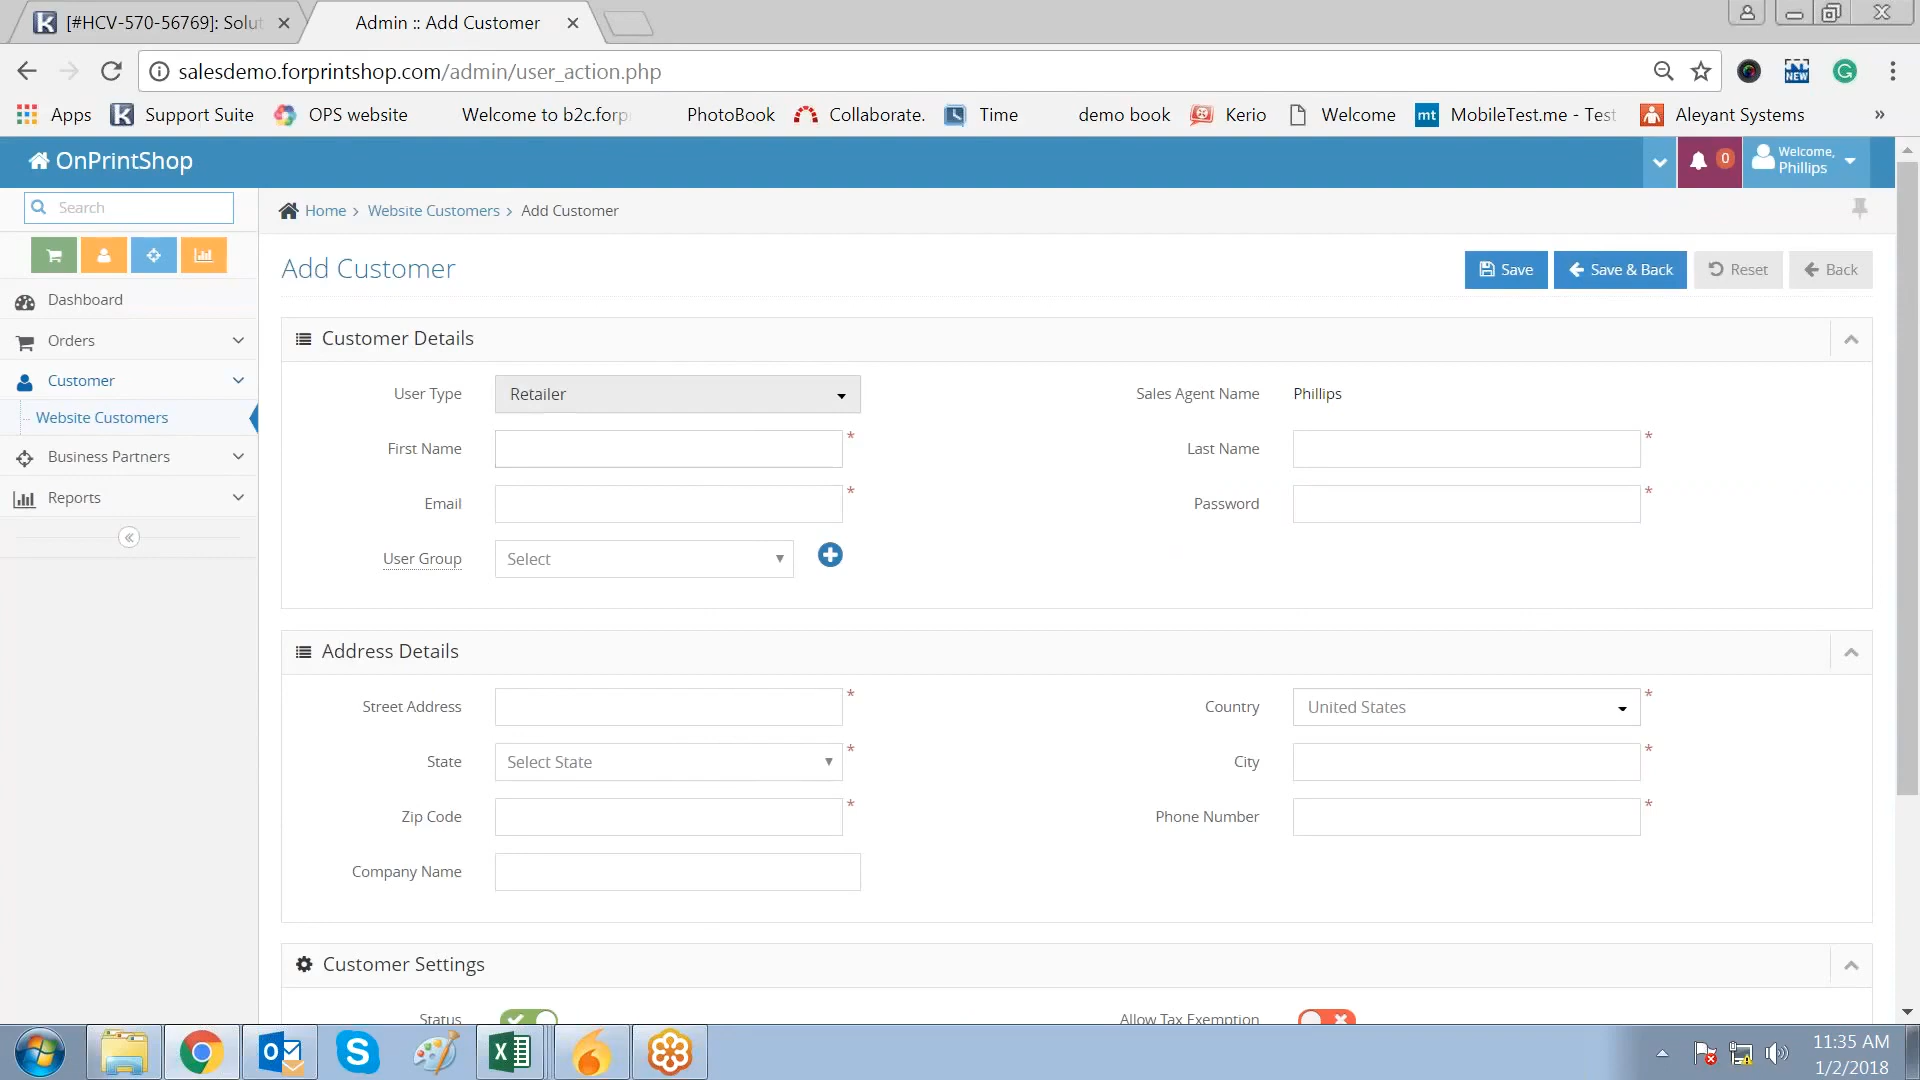 [#HCV-570-56769]: Solut
Admin :: Add Customer
salesdemo.forprintshop.com/admin/user_action.php
NEW
G
Apps
Support Suite
OPS website
Welcome to b2c.forp
PhotoBook
Collaborate.
Time
demo book
Kerio
Welcome
mt
MobileTest.me - Test
Aleyant Systems
»
OnPrintShop
0
Welcome,
Phillips
Search
Home
Website Customers
Add Customer
Add Customer
Save
Save & Back
Reset
Back
Dashboard
Orders
Customer
Website Customers
Business Partners
Reports
Customer Details
User Type
Retailer
Sales Agent Name
Phillips
First Name
*
Last Name
*
Email
*
Password
*
User Group
Select
Address Details
Street Address
*
Country
United States
*
State
Select State
*
City
*
Zip Code
*
Phone Number
*
Company Name
Customer Settings
Status
Allow Tax Exemption
11:35 AM
1/2/2018